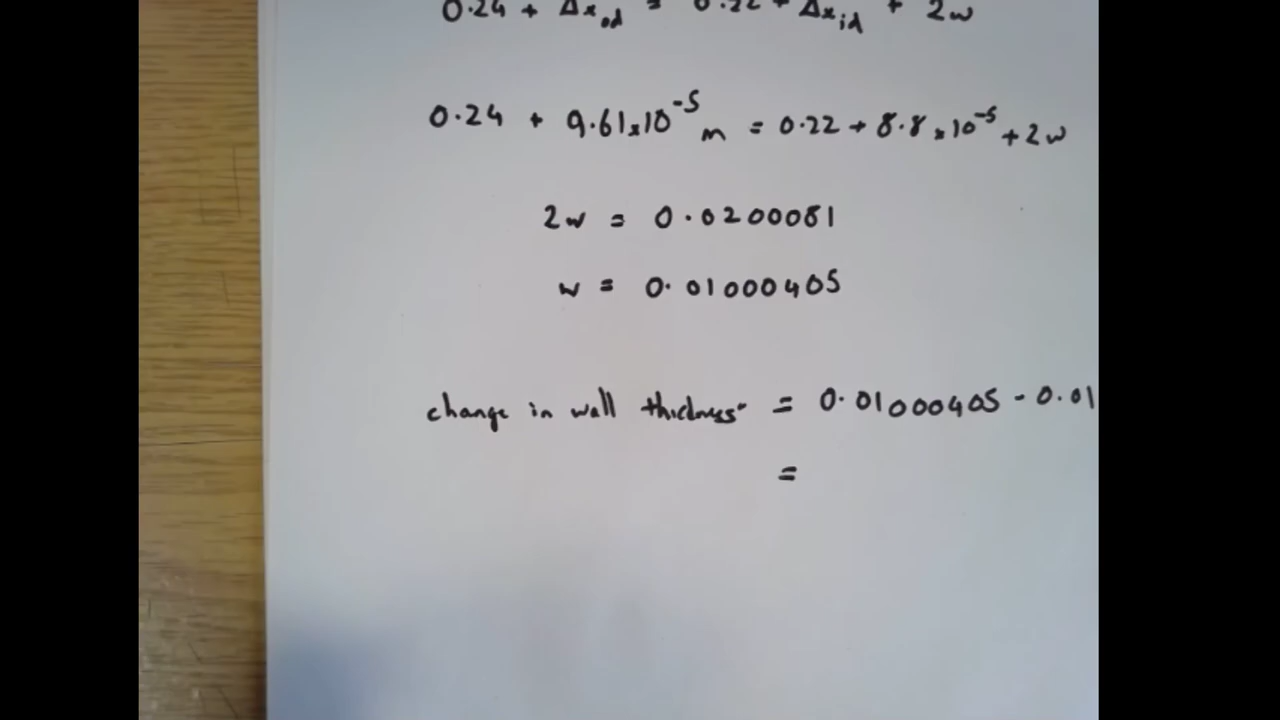 0.24 + Δx_od = 0.22 + Δx_id + 2w
0.24 + 9.61x10^-5 m = 0.22 + 8.8x10^-5 + 2w
2w = 0.0200081
w = 0.01000405
change in wall thickness = 0.01000405 - 0.01
=